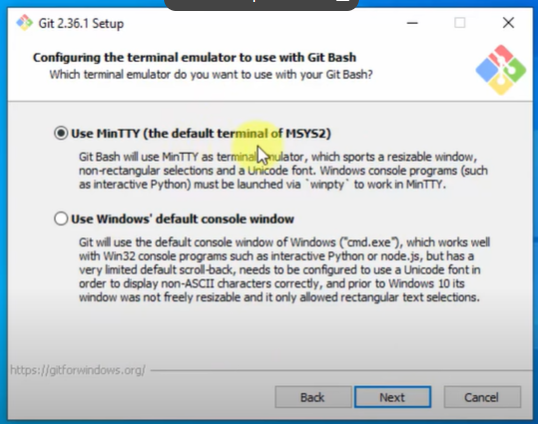 Git 2.36.1 Setup
Configuring the terminal emulator to use with Git Bash
Which terminal emulator do you want to use with your Git Bash?
Use MinTTY (the default terminal of MSYS2)
Git Bash will use MinTTY as terminal emulator, which sports a resizable window,
non-rectangular selections and a Unicode font. Windows console programs (such
as interactive Python) must be launched via `winpty` to work in MinTTY.
Use Windows' default console window
Git will use the default console window of Windows ("cmd.exe"), which works well
with Win32 console programs such as interactive Python or node.js, but has a
very limited default scroll-back, needs to be configured to use a Unicode font in
order to display non-ASCII characters correctly, and prior to Windows 10 its
window was not freely resizable and it only allowed rectangular text selections.
https://gitforwindows.org/
Back
Next
Cancel